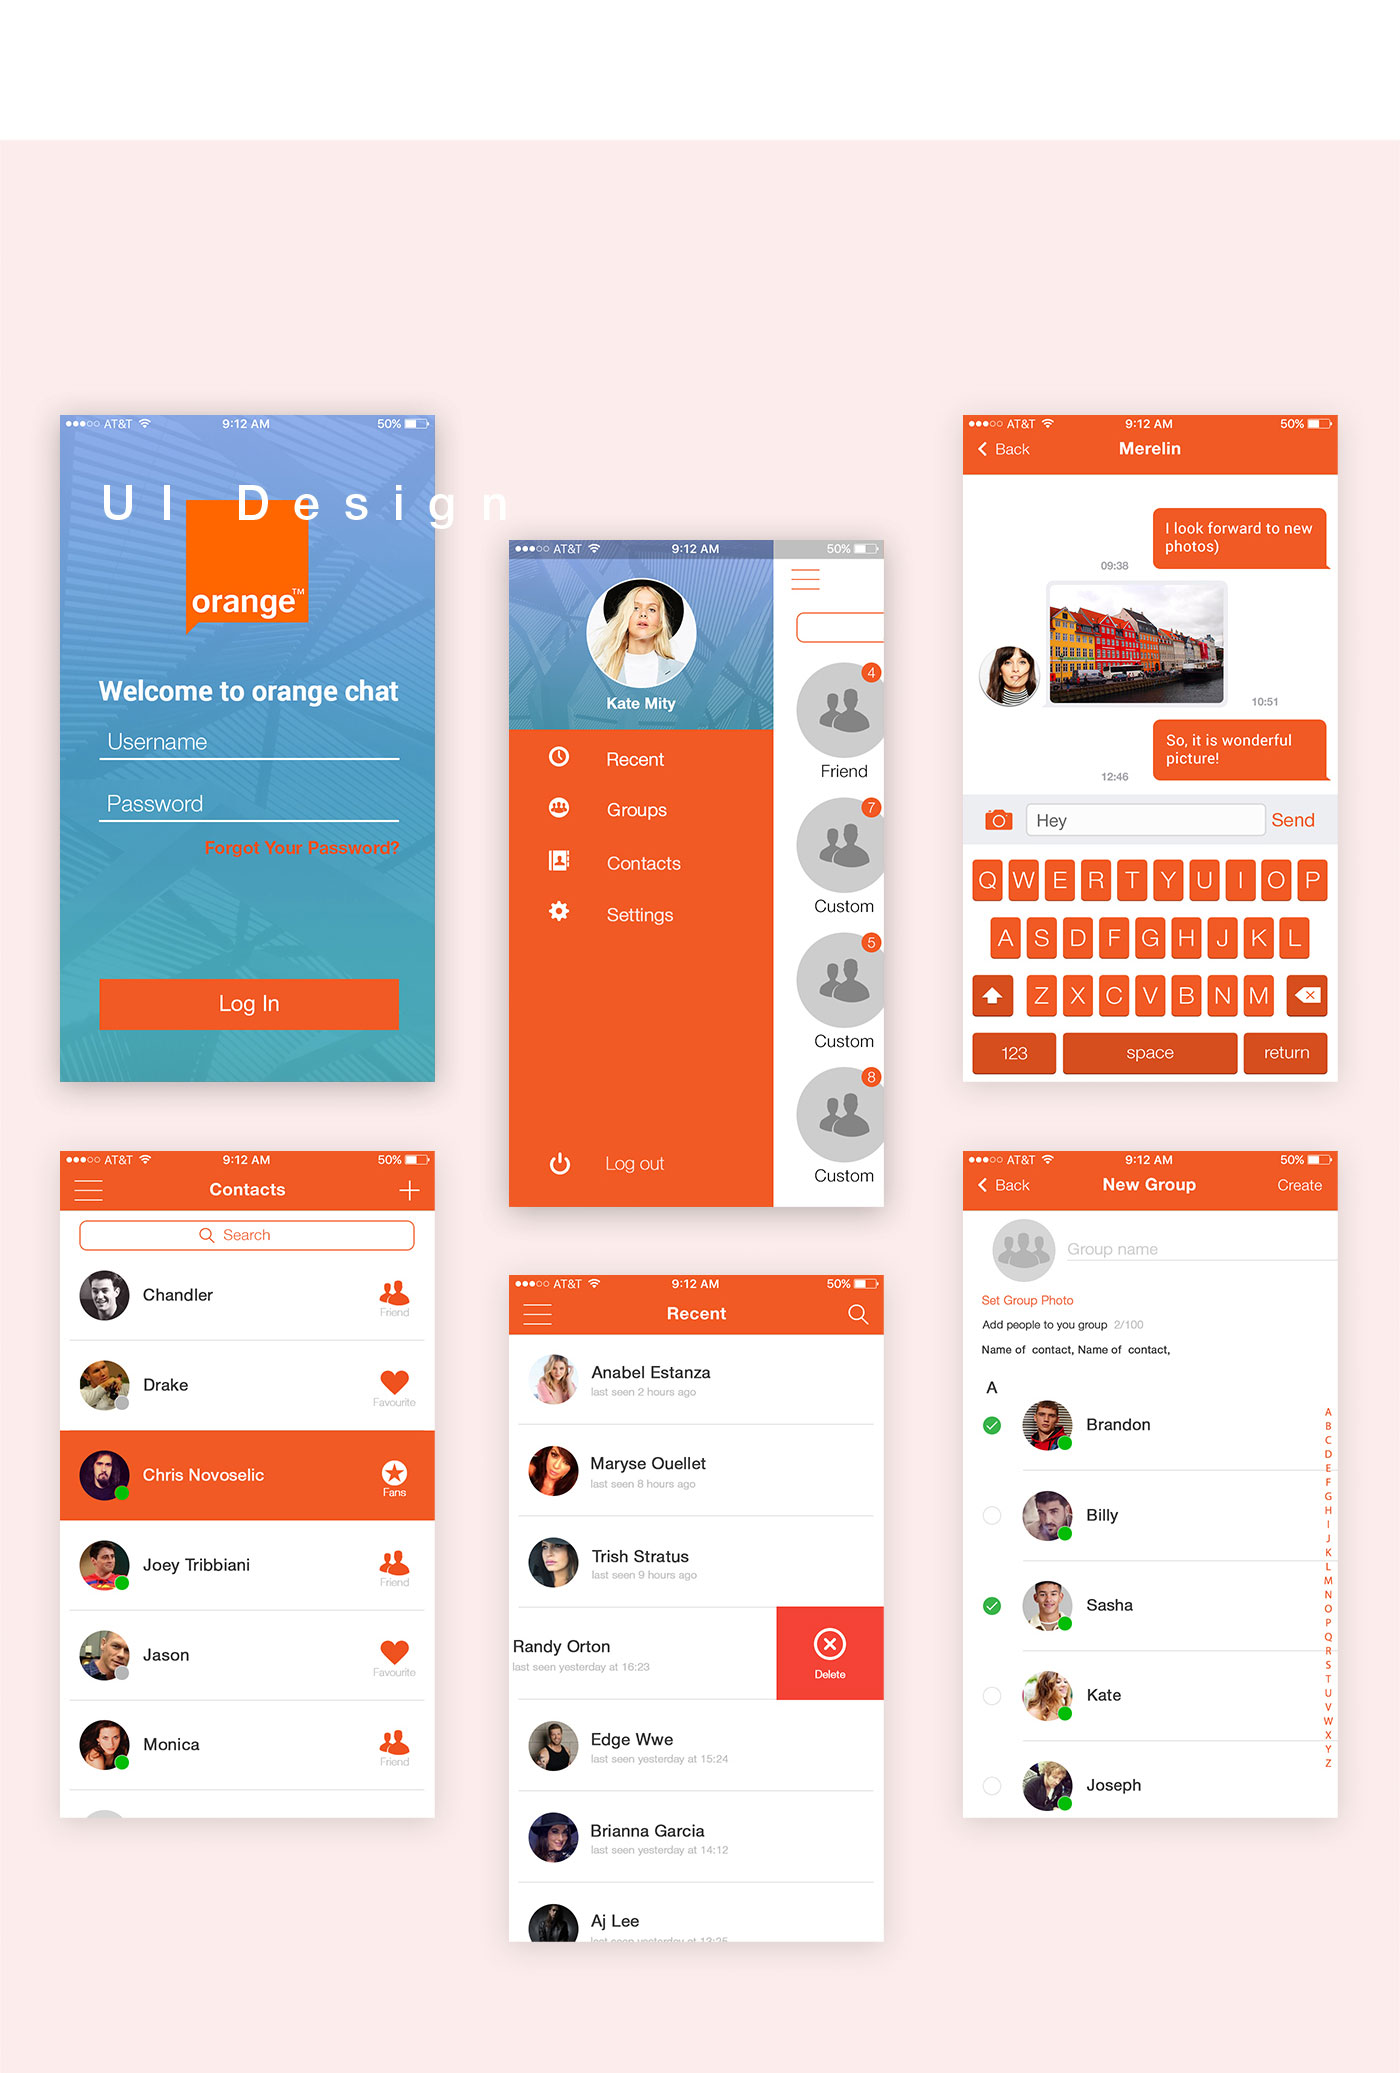 UI Design
AT&T 9:12 AM 50%
orange™
Welcome to orange chat
Username
Password
Forgot Your Password?
Log In
AT&T 9:12 AM 50%
Kate Mity
Recent
Groups
Contacts
Settings
Log out
4
Friend
7
Custom
5
Custom
8
Custom
AT&T 9:12 AM 50%
Back Merelin
I look forward to new
photos)
09:38
10:51
So, it is wonderful
picture!
12:46
Hey Send
Q W E R T Y U I O P
A S D F G H J K L
Z X C V B N M
123 space return
AT&T 9:12 AM 50%
Contacts
Search
Chandler
Friend
Drake
Favourite
Chris Novoselic
Fans
Joey Tribbiani
Friend
Jason
Favourite
Monica
Friend
AT&T 9:12 AM 50%
Recent
Anabel Estanza
last seen 2 hours ago
Maryse Ouellet
last seen 8 hours ago
Trish Stratus
last seen 9 hours ago
Randy Orton
last seen yesterday at 16:23
Delete
Edge Wwe
last seen yesterday at 15:24
Brianna Garcia
last seen yesterday at 14:12
Aj Lee
last seen yesterday at
AT&T 9:12 AM 50%
Back New Group Create
Group name
Set Group Photo
Add people to you group 2/100
Name of contact, Name of contact,
A
Brandon
Billy
Sasha
Kate
Joseph
A
B
C
D
E
F
G
H
I
J
K
L
M
N
O
P
Q
R
S
T
U
V
W
X
Y
Z